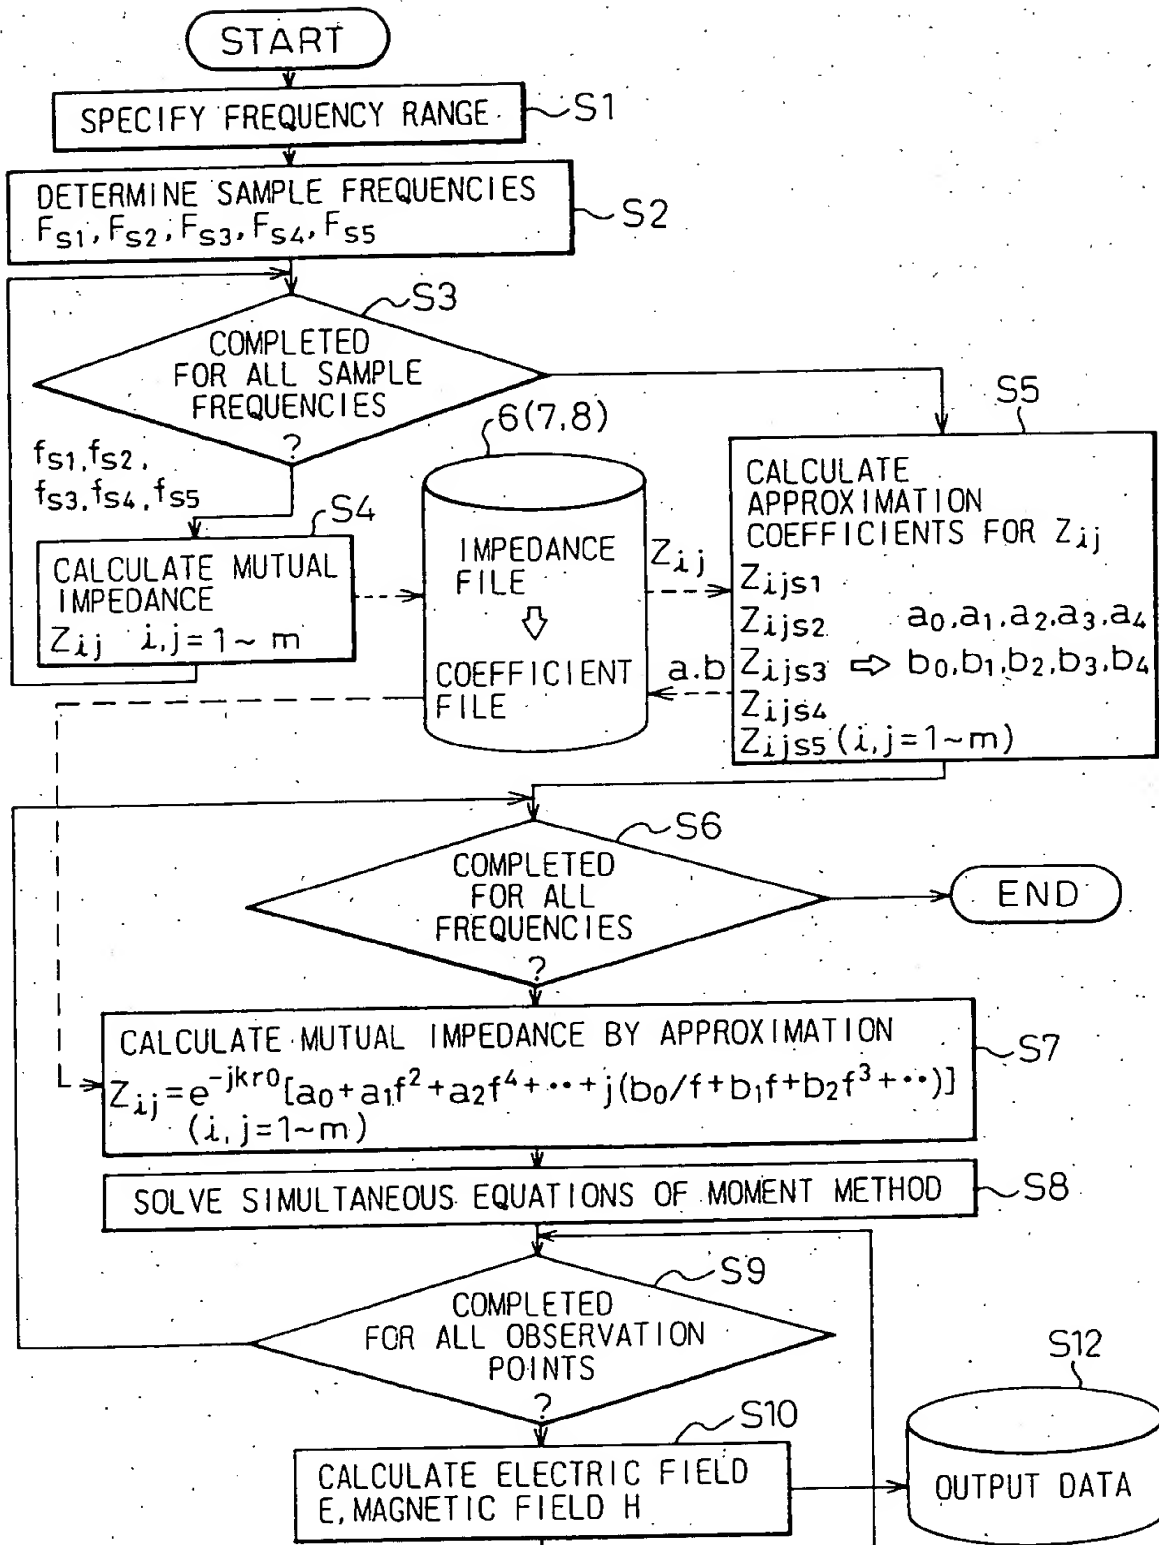 START
SPECIFY FREQUENCY RANGE
S1
DETERMINE SAMPLE FREQUENCIES
FS1, FS2, FS3, FS4, FS5
S2
S3
COMPLETED
FOR ALL SAMPLE
FREQUENCIES
?
fS1, fS2,
fS3, fS4, fS5
S4
CALCULATE MUTUAL
IMPEDANCE
Zij i, j=1~m
6(7,8)
IMPEDANCE
FILE
⇩
COEFFICIENT
FILE
Zij
a.b
S5
CALCULATE
APPROXIMATION
COEFFICIENTS FOR Zij
ZijS1
ZijS2 a0, a1, a2, a3, a4
ZijS3 ⇨ b0, b1, b2, b3, b4
ZijS4
ZijS5 (i, j=1~m)
S6
COMPLETED
FOR ALL
FREQUENCIES
?
END
CALCULATE MUTUAL IMPEDANCE BY APPROXIMATION
Zij = e^-jkr0 [a0 + a1f^2 + a2f^4 + ·· + j(b0/f + b1f + b2f^3 + ··)]
(i, j=1~m)
S7
SOLVE SIMULTANEOUS EQUATIONS OF MOMENT METHOD
S8
S9
COMPLETED
FOR ALL OBSERVATION
POINTS
?
S10
CALCULATE ELECTRIC FIELD
E, MAGNETIC FIELD H
S12
OUTPUT DATA